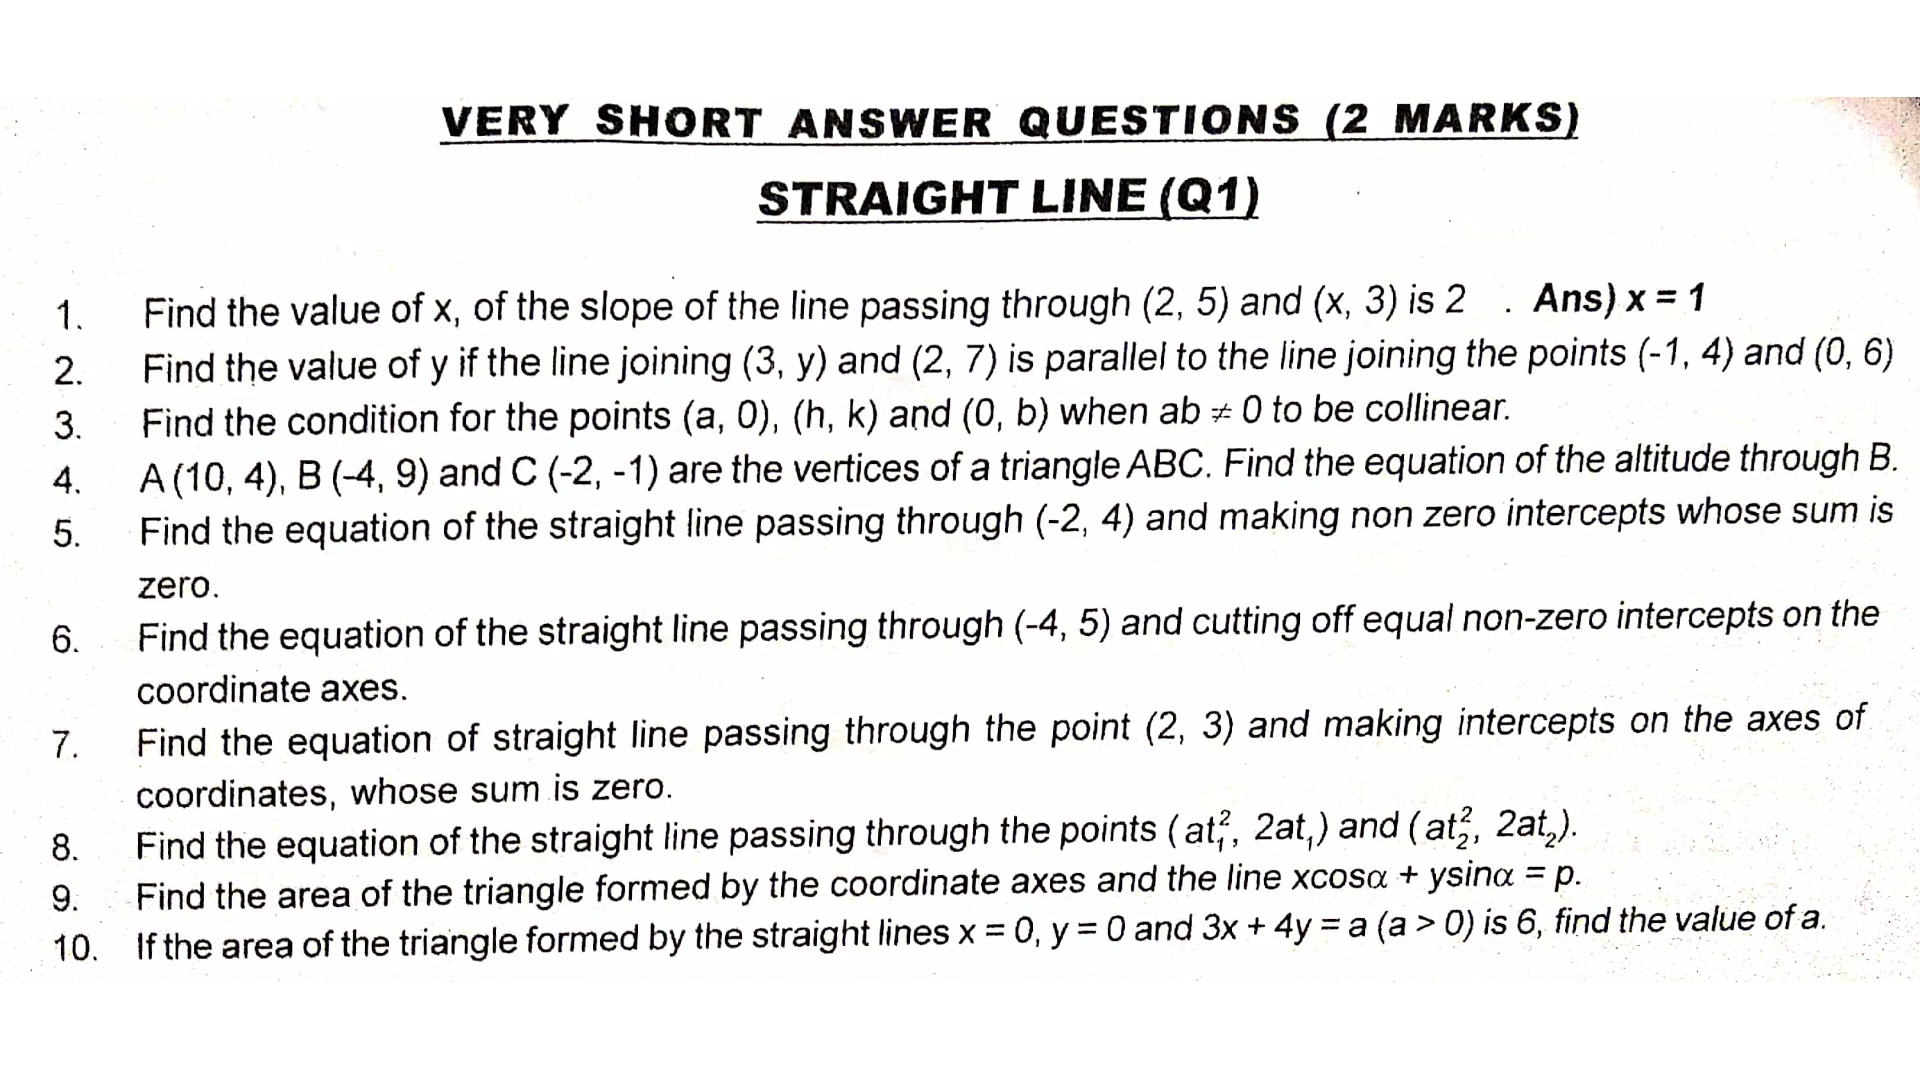 VERY SHORT ANSWER QUESTIONS (2 MARKS)
STRAIGHT LINE (Q1)
1. Find the value of x, of the slope of the line passing through (2, 5) and (x, 3) is 2 . Ans) x = 1
2. Find the value of y if the line joining (3, y) and (2, 7) is parallel to the line joining the points (-1, 4) and (0, 6)
3. Find the condition for the points (a, 0), (h, k) and (0, b) when ab ≠ 0 to be collinear.
4. A (10, 4), B (-4, 9) and C (-2, -1) are the vertices of a triangle ABC. Find the equation of the altitude through B.
5. Find the equation of the straight line passing through (-2, 4) and making non zero intercepts whose sum is
zero.
6. Find the equation of the straight line passing through (-4, 5) and cutting off equal non-zero intercepts on the
coordinate axes.
7. Find the equation of straight line passing through the point (2, 3) and making intercepts on the axes of
coordinates, whose sum is zero.
8. Find the equation of the straight line passing through the points (at₁², 2at₁) and (at₂², 2at₂).
9. Find the area of the triangle formed by the coordinate axes and the line xcosα + ysinα = p.
10. If the area of the triangle formed by the straight lines x = 0, y = 0 and 3x + 4y = a (a > 0) is 6, find the value of a.